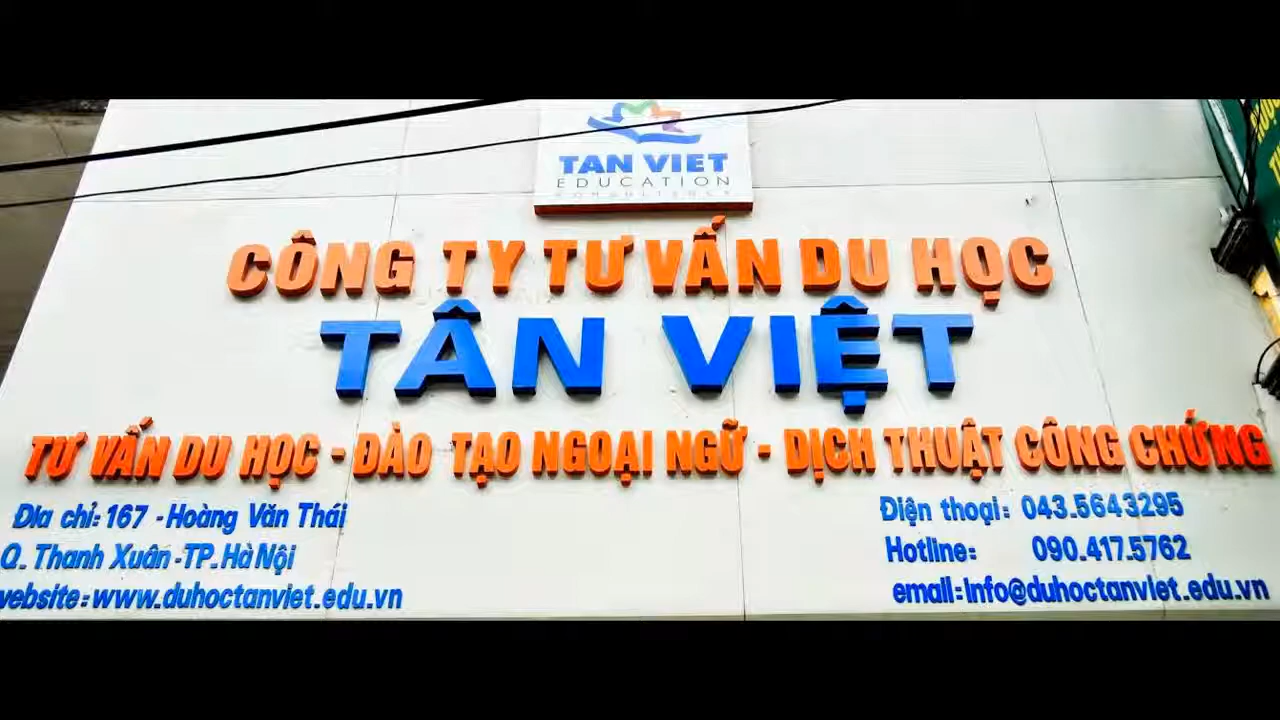 TAN VIET
EDUCATION
CÔNG TY TƯ VẤN DU HỌC
TÂN VIỆT
TƯ VẤN DU HỌC - ĐÀO TẠO NGOẠI NGỮ - DỊCH THUẬT CÔNG CHỨNG
Địa chỉ: 167 - Hoàng Văn Thái
Q. Thanh Xuân - TP. Hà Nội
website: www.duhoctanviet.edu.vn
Điện thoại: 043.5643295
Hotline: 090.417.5762
email: Info@duhoctanviet.edu.vn